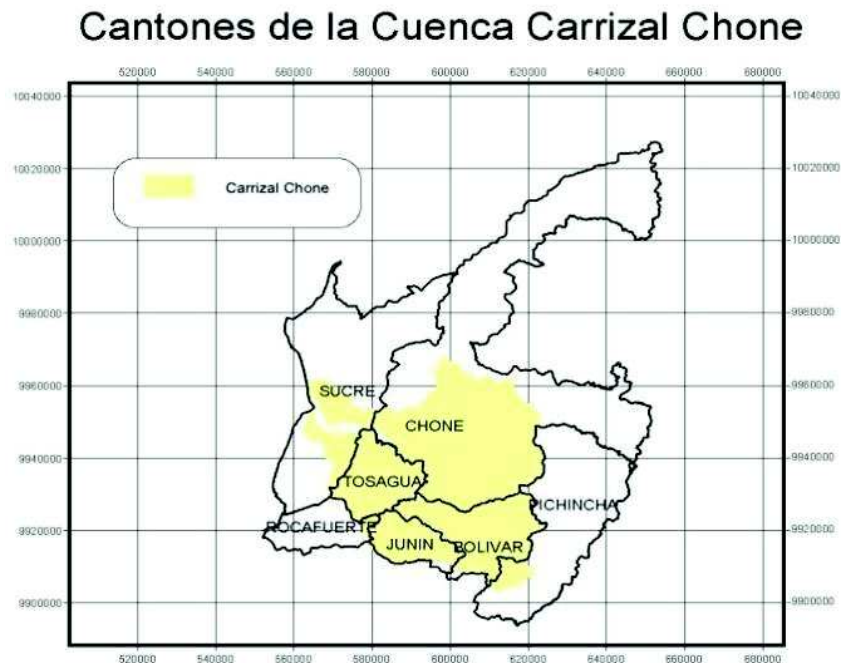 Cantones de la Cuenca Carrizal Chone
520000 540000 560000 580000 600000 620000 640000 660000 680000
10040000 10040000
10020000 10020000
Carrizal Chone
10000000 10000000
9980000 9980000
9960000 9960000
SUCRE
CHONE
9940000 9940000
TOSAGUA
PICHINCHA
9920000 ROCAFUERTE 9920000
JUNIN BOLIVAR
9900000 9900000
520000 540000 560000 580000 600000 620000 640000 660000 680000